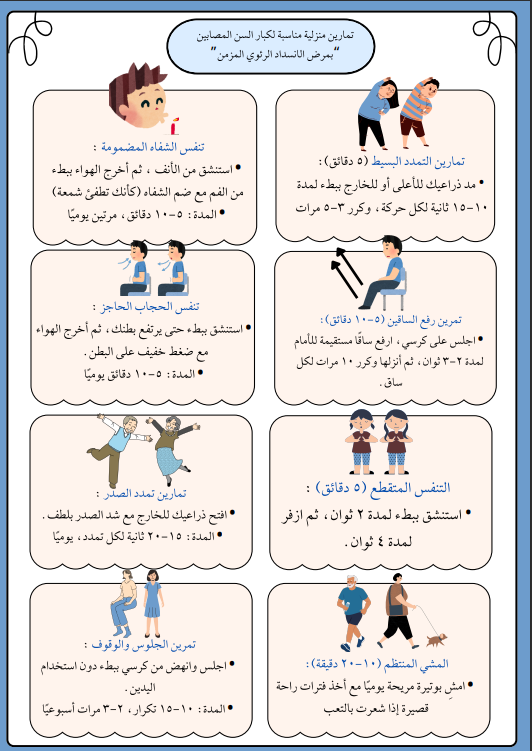 تمارين منزلية مناسبة لكبار السن المصابين
"بمرض الانسداد الرئوي المزمن"
تمارين التمدد البسيط (٥ دقائق):
• مد ذراعيك للأعلى أو للخارج ببطء لمدة
١٠-١٥ ثانية لكل حركة، وكرر ٣-٥ مرات
تنفس الشفاه المضمومة :
• استنشق من الأنف ، ثم أخرج الهواء ببطء
من الفم مع ضم الشفاه (كأنك تطفئ شمعة)
• المدة: ٥-١٠ دقائق، مرتين يوميًا
تمرين رفع الساقين (٥-١٠ دقائق):
• اجلس على كرسي، ارفع ساقًا مستقيمة للأمام
لمدة ٢-٣ ثوان، ثم أنزلها وكرر ١٠ مرات لكل
ساق.
تنفس الحجاب الحاجز :
• استنشق ببطء حتى يرتفع بطنك، ثم أخرج الهواء
مع ضغط خفيف على البطن.
• المدة: ٥-١٠ دقائق يوميًا
التنفس المتقطع (٥ دقائق) :
• استنشق ببطء لمدة ٢ ثوان، ثم ازفر
لمدة ٤ ثوان.
تمارين تمدد الصدر :
• افتح ذراعيك للخارج مع شد الصدر بلطف.
• المدة: ١٥-٢٠ ثانية لكل تمدد، يوميًا
المشي المنتظم (١٠-٢٠ دقيقة):
• امشِ بوتيرة مريحة يوميًا مع أخذ فترات راحة
قصيرة إذا شعرت بالتعب
تمرين الجلوس والوقوف :
• اجلس وانهض من كرسي ببطء دون استخدام
اليدين.
• المدة: ١٠-١٥ تكرار، ٢-٣ مرات أسبوعيًا